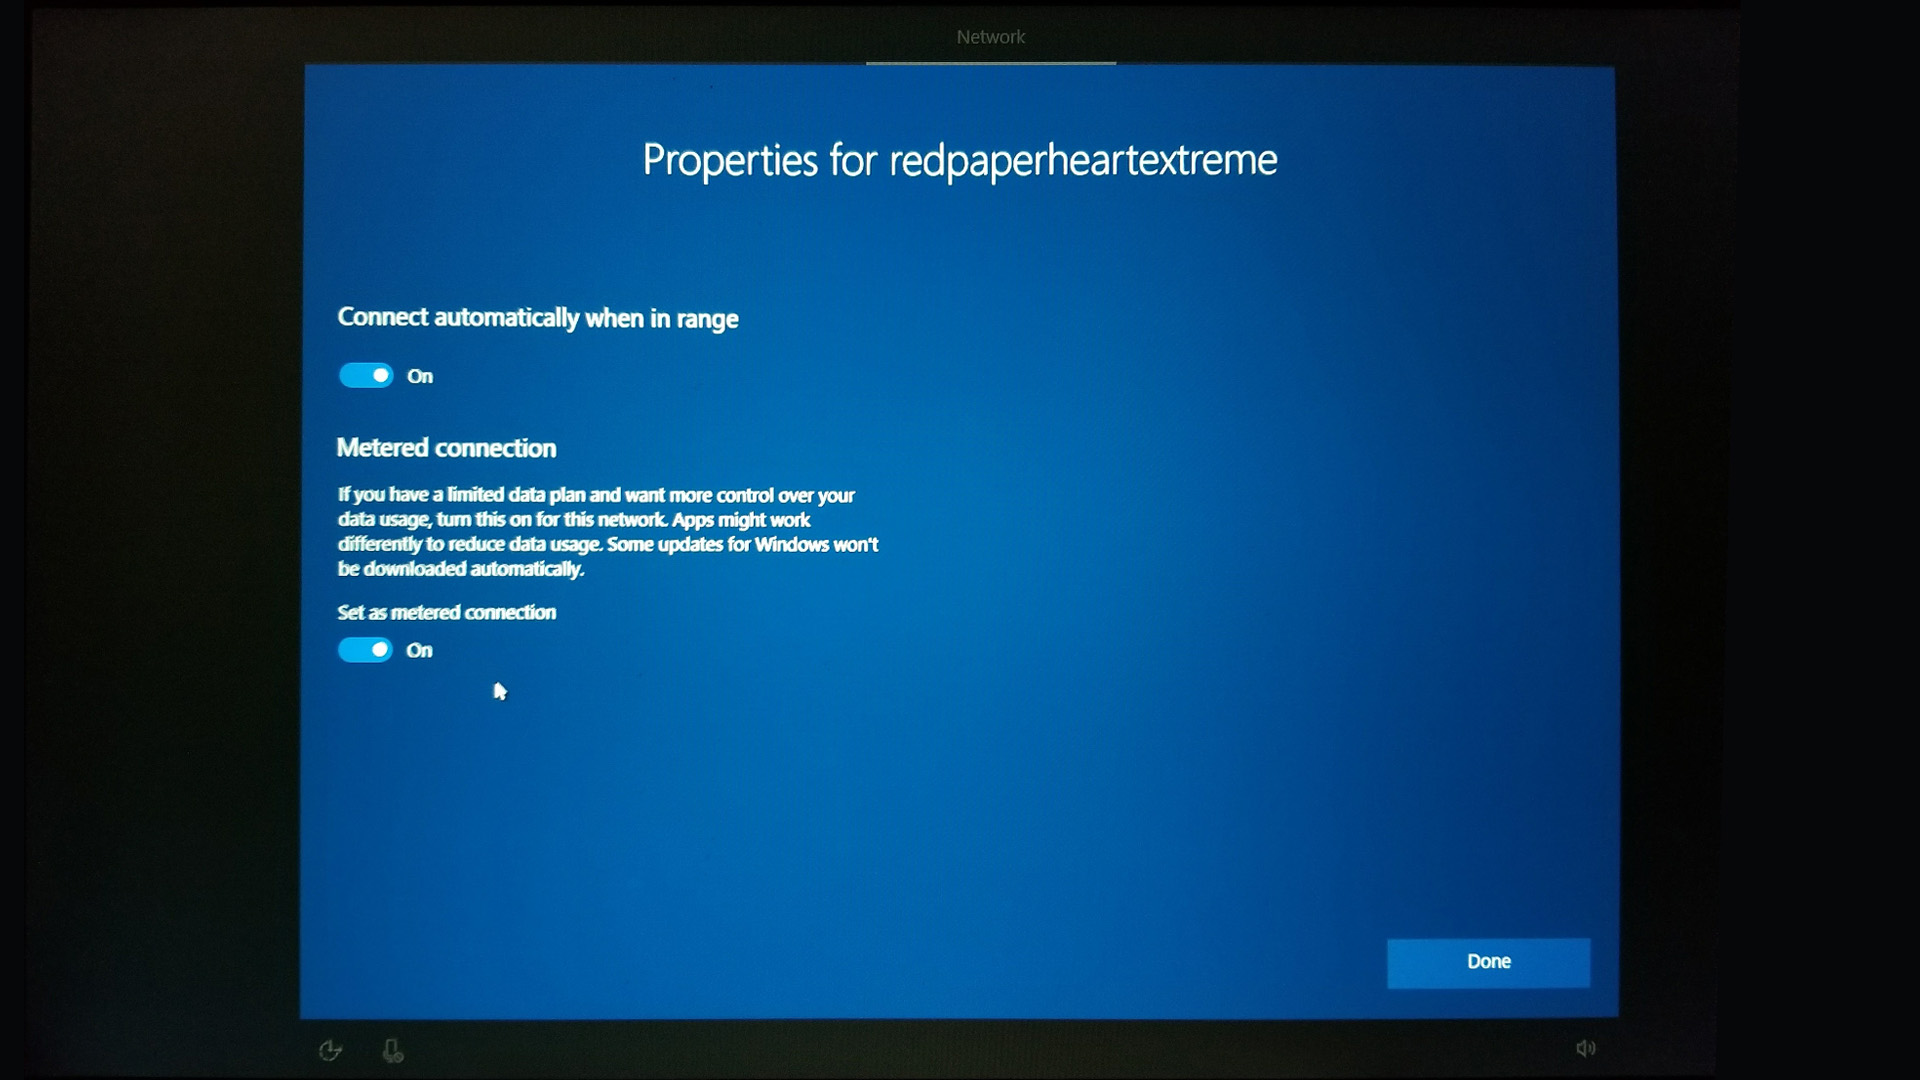 Network
Properties for redpaperheartextreme
Connect automatically when in range
On
Metered connection
If you have a limited data plan and want more control over your
data usage, turn this on for this network. Apps might work
differently to reduce data usage. Some updates for Windows won't
be downloaded automatically.
Set as metered connection
On
Done